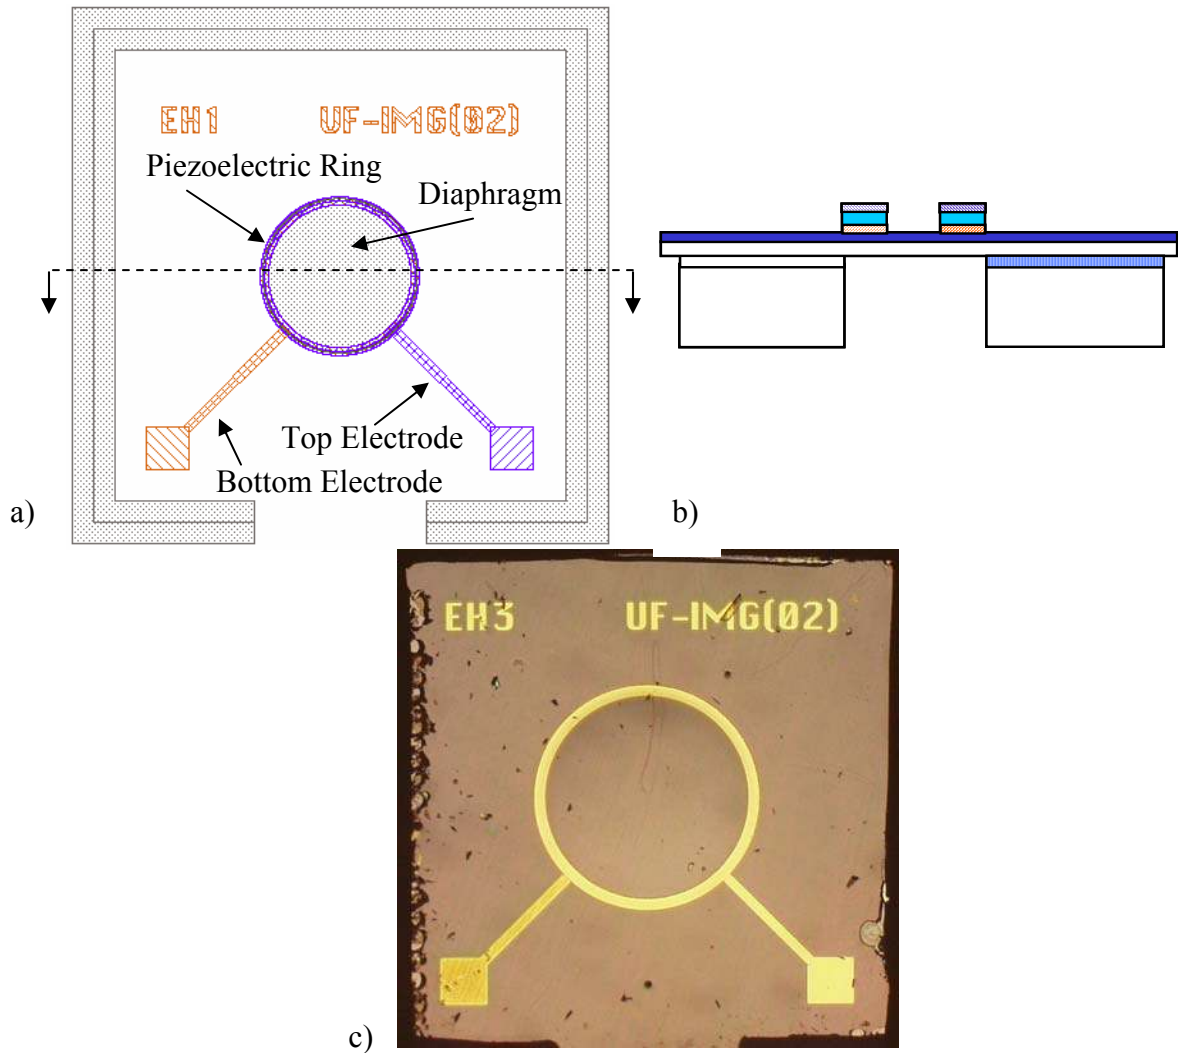 EH1 UF-IMG(02)
Piezoelectric Ring
Diaphragm
Top Electrode
Bottom Electrode
a)
b)
EH3 UF-IMG(02)
c)